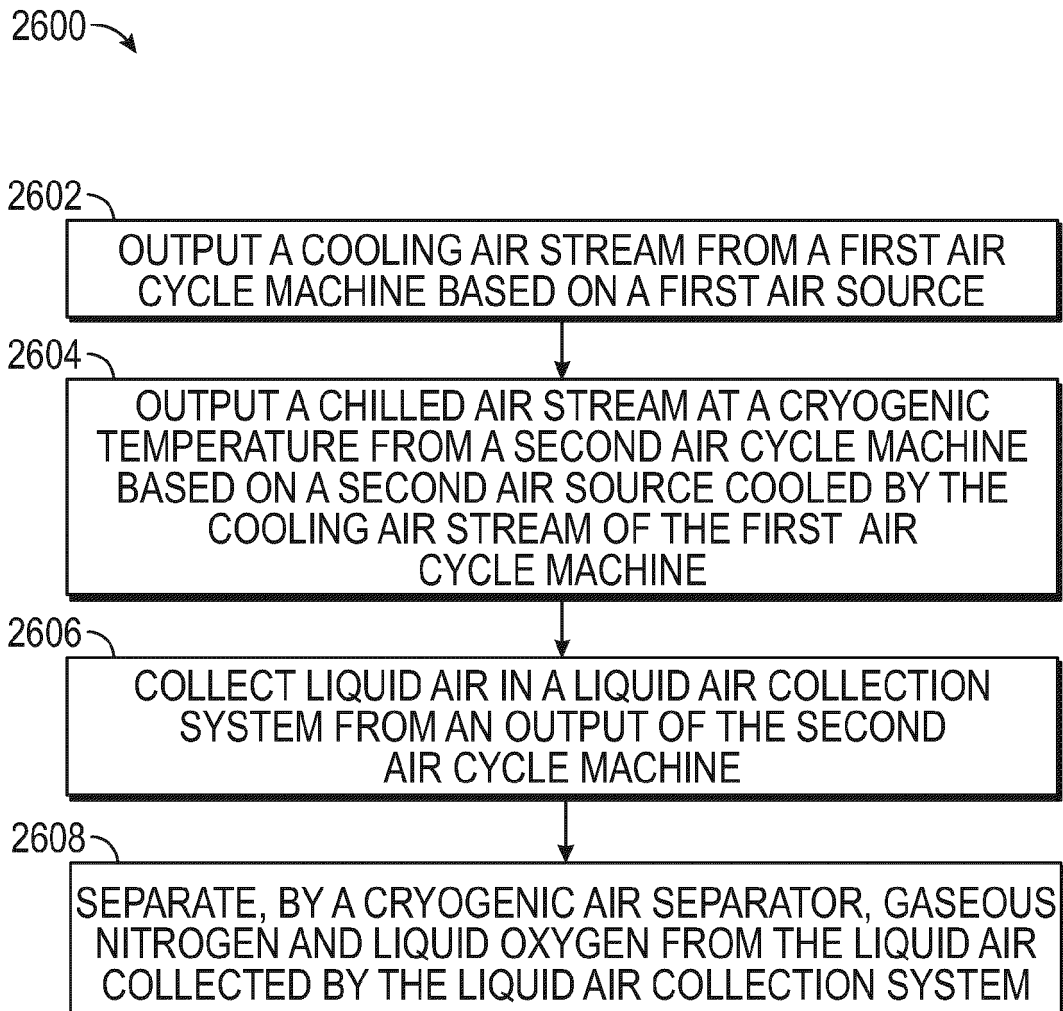 2600
2602
OUTPUT A COOLING AIR STREAM FROM A FIRST AIR
CYCLE MACHINE BASED ON A FIRST AIR SOURCE
2604
OUTPUT A CHILLED AIR STREAM AT A CRYOGENIC
TEMPERATURE FROM A SECOND AIR CYCLE MACHINE
BASED ON A SECOND AIR SOURCE COOLED BY THE
COOLING AIR STREAM OF THE FIRST AIR
CYCLE MACHINE
2606
COLLECT LIQUID AIR IN A LIQUID AIR COLLECTION
SYSTEM FROM AN OUTPUT OF THE SECOND
AIR CYCLE MACHINE
2608
SEPARATE, BY A CRYOGENIC AIR SEPARATOR, GASEOUS
NITROGEN AND LIQUID OXYGEN FROM THE LIQUID AIR
COLLECTED BY THE LIQUID AIR COLLECTION SYSTEM